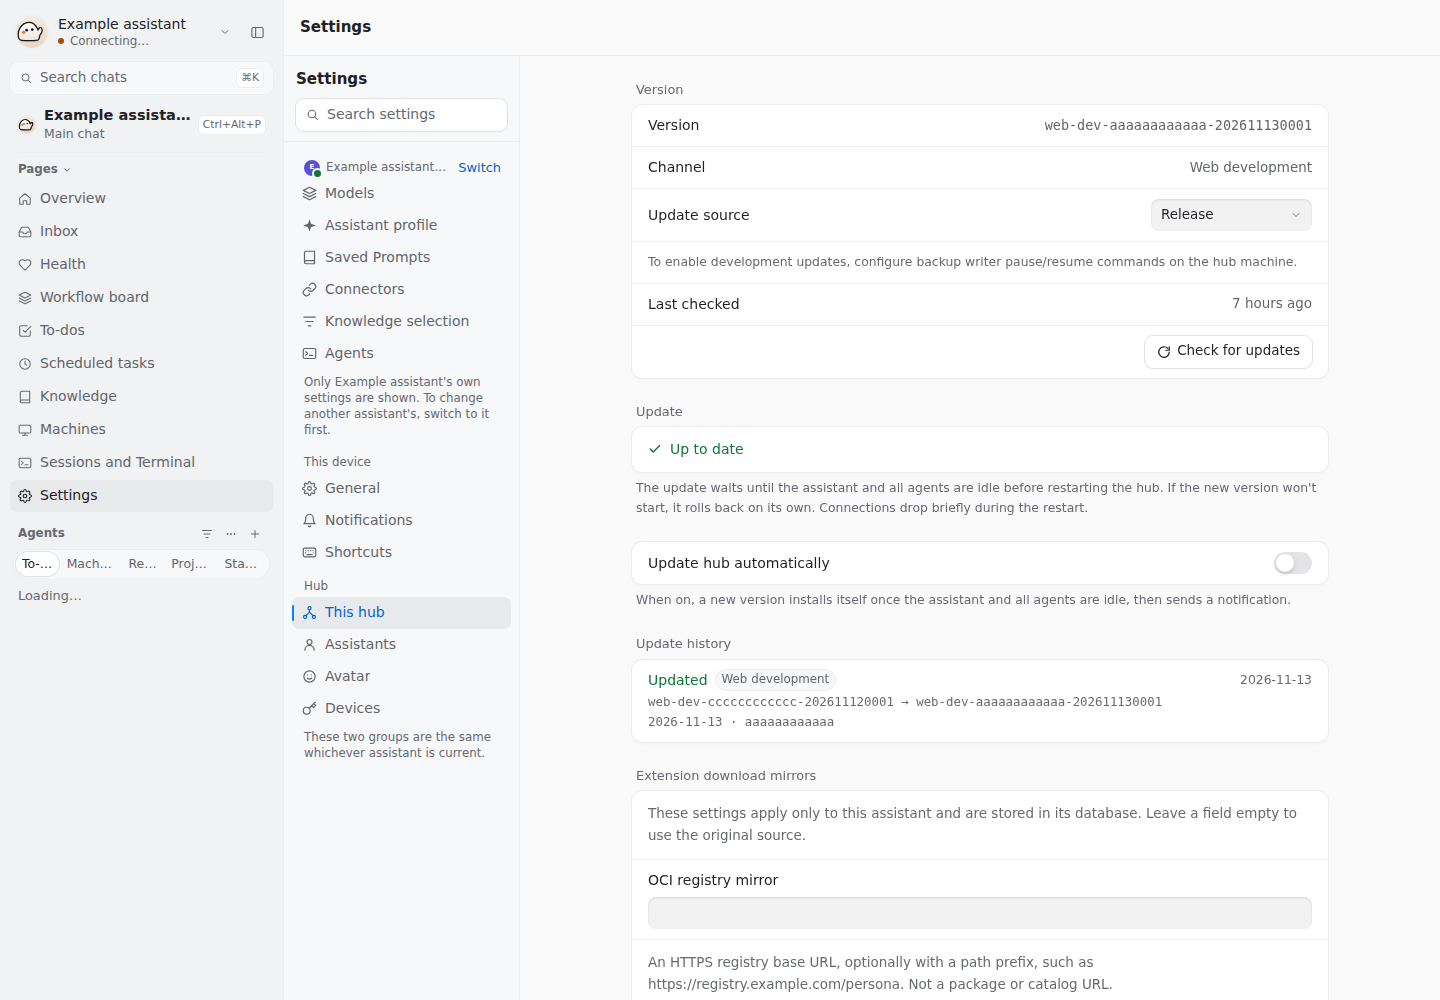 Example assistant
Connecting…
Search chats
⌘K
Example assista…
Main chat
Ctrl+Alt+P
Pages
Overview
Inbox
Health
Workflow board
To-dos
Scheduled tasks
Knowledge
Machines
Sessions and Terminal
Settings
Agents
To-… Mach… Re… Proj… Sta…
Loading…
Settings
Settings
Search settings
E
Example assistant… Switch
Models
Assistant profile
Saved Prompts
Connectors
Knowledge selection
Agents
Only Example assistant's own
settings are shown. To change
another assistant's, switch to it
first.
This device
General
Notifications
Shortcuts
Hub
This hub
Assistants
Avatar
Devices
These two groups are the same
whichever assistant is current.
Version
Version web-dev-aaaaaaaaaaaa-202611130001
Channel Web development
Update source Release
To enable development updates, configure backup writer pause/resume commands on the hub machine.
Last checked 7 hours ago
Check for updates
Update
Up to date
The update waits until the assistant and all agents are idle before restarting the hub. If the new version won't
start, it rolls back on its own. Connections drop briefly during the restart.
Update hub automatically
When on, a new version installs itself once the assistant and all agents are idle, then sends a notification.
Update history
Updated Web development 2026-11-13
web-dev-cccccccccccc-202611120001 → web-dev-aaaaaaaaaaaa-202611130001
2026-11-13 · aaaaaaaaaaaa
Extension download mirrors
These settings apply only to this assistant and are stored in its database. Leave a field empty to
use the original source.
OCI registry mirror
An HTTPS registry base URL, optionally with a path prefix, such as
https://registry.example.com/persona. Not a package or catalog URL.